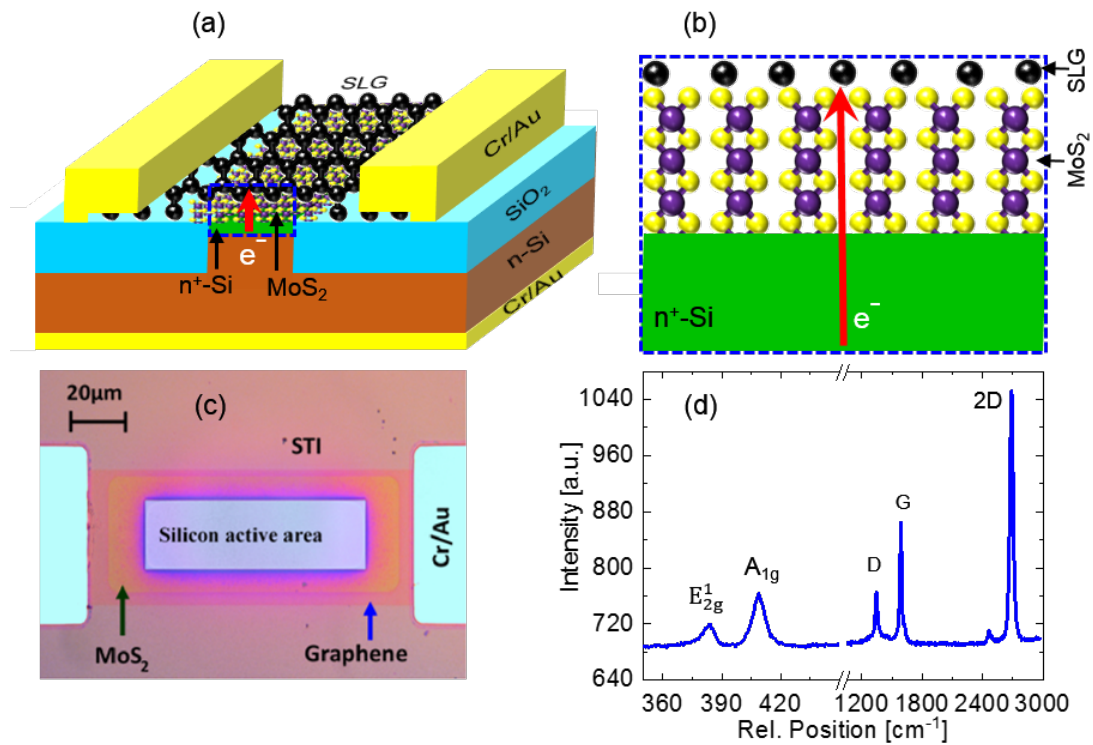 (a)
SLG
Cr/Au
SiO₂
n-Si
Cr/Au
e⁻
n⁺-Si
MoS₂
(b)
SLG
MoS₂
n⁺-Si
e⁻
20μm
(c)
STI
Silicon active area
Cr/Au
MoS₂
Graphene
(d)
2D
G
D
A₁g
E¹₂g
1040
960
880
800
720
640
Intensity [a.u.]
360 390 420 1200 1800 2400 3000
Rel. Position [cm⁻¹]